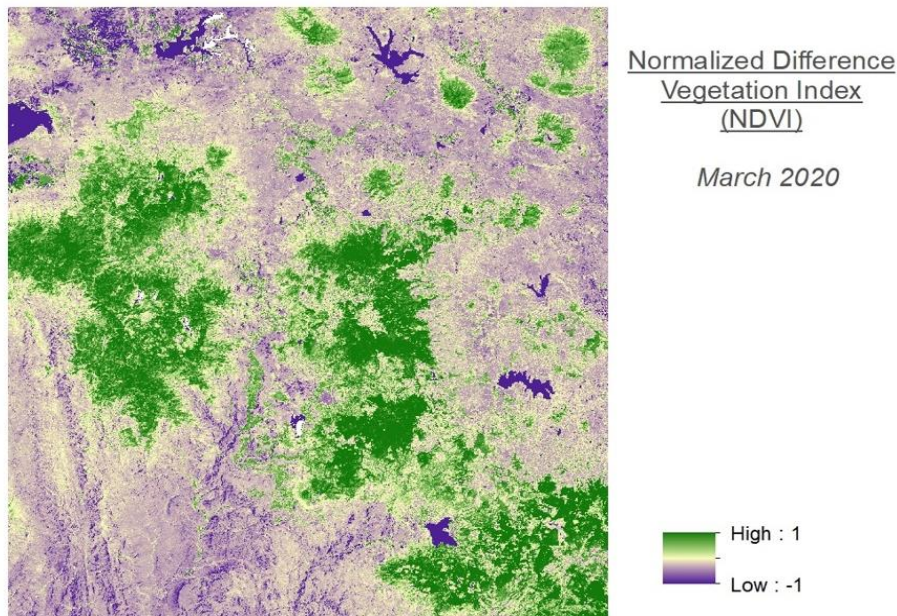 Normalized Difference
Vegetation Index
(NDVI)
March 2020
High : 1
Low : -1